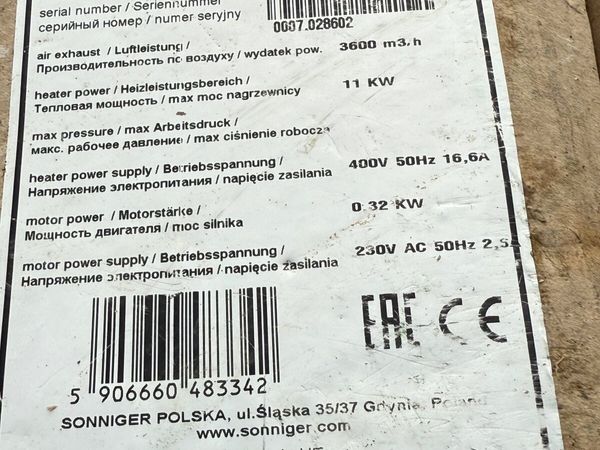 serial number / Seriennummer
серийный номер / numer seryjny
0007.028602
air exhaust / Luftleistung/ 3600 m3/h
Производительность по воздуху / wydatek pow.
heater power / Heizleistungsbereich / 11 KW
Тепловая мощность / max moc nagrzewnicy
max pressure / max Arbeitsdruck /
макс. рабочее давление/ max ciśnienie robocza
heater power supply / Betriebsspannung / 400V 50Hz 16,6A
Напряжение электропитания / napięcie zasilania
motor power / Motorstärke / 0.32 KW
Мощность двигателя / moc silnika
motor power supply / Betriebsspannung / 230V AC 50Hz 2,5A
Напряжение электропитания / napięcie zasilania
EAC CE
5 906660 483342
SONNIGER POLSKA, ul.Śląska 35/37 Gdynia, Poland
www.sonniger.com